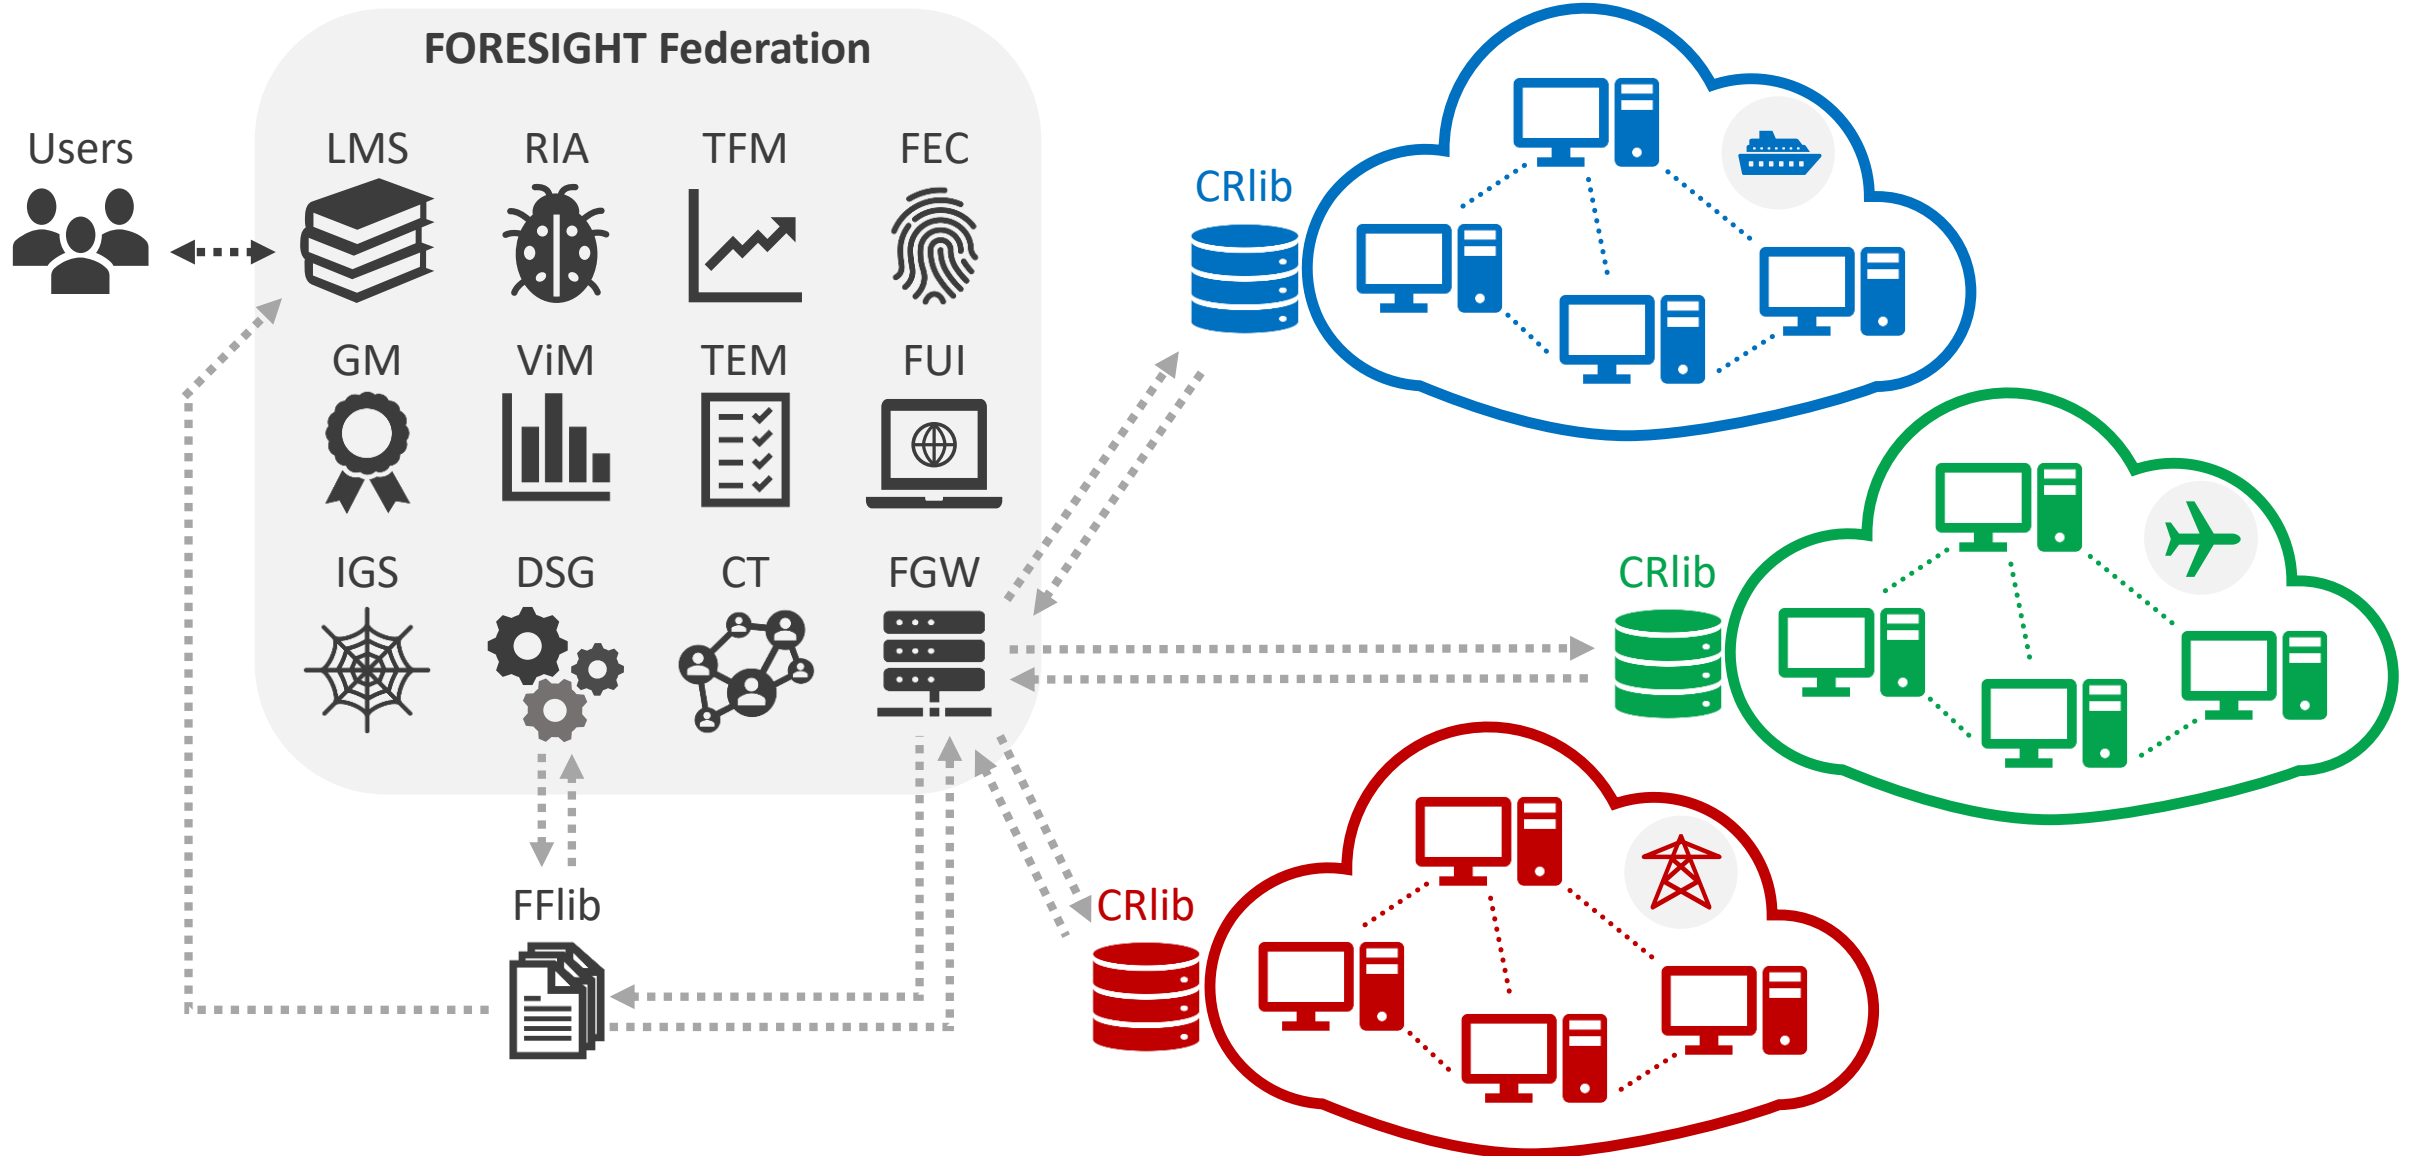 FORESIGHT Federation
Users
LMS RIA TFM FEC
CRlib
GM ViM TEM FUI
IGS DSG CT FGW
CRlib
FFlib
CRlib